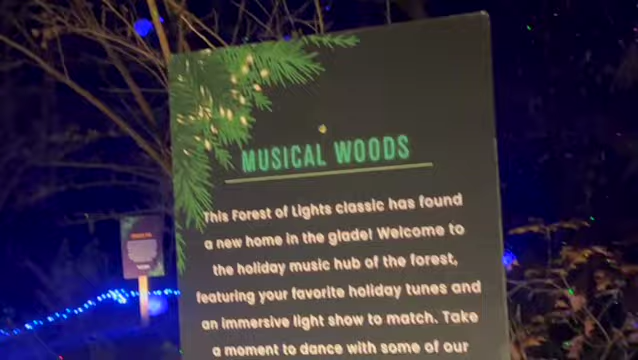 MUSICAL WOODS
This Forest of Lights classic has found
a new home in the glade! Welcome to
the holiday music hub of the forest,
featuring your favorite holiday tunes and
an immersive light show to match. Take
a moment to dance with some of our